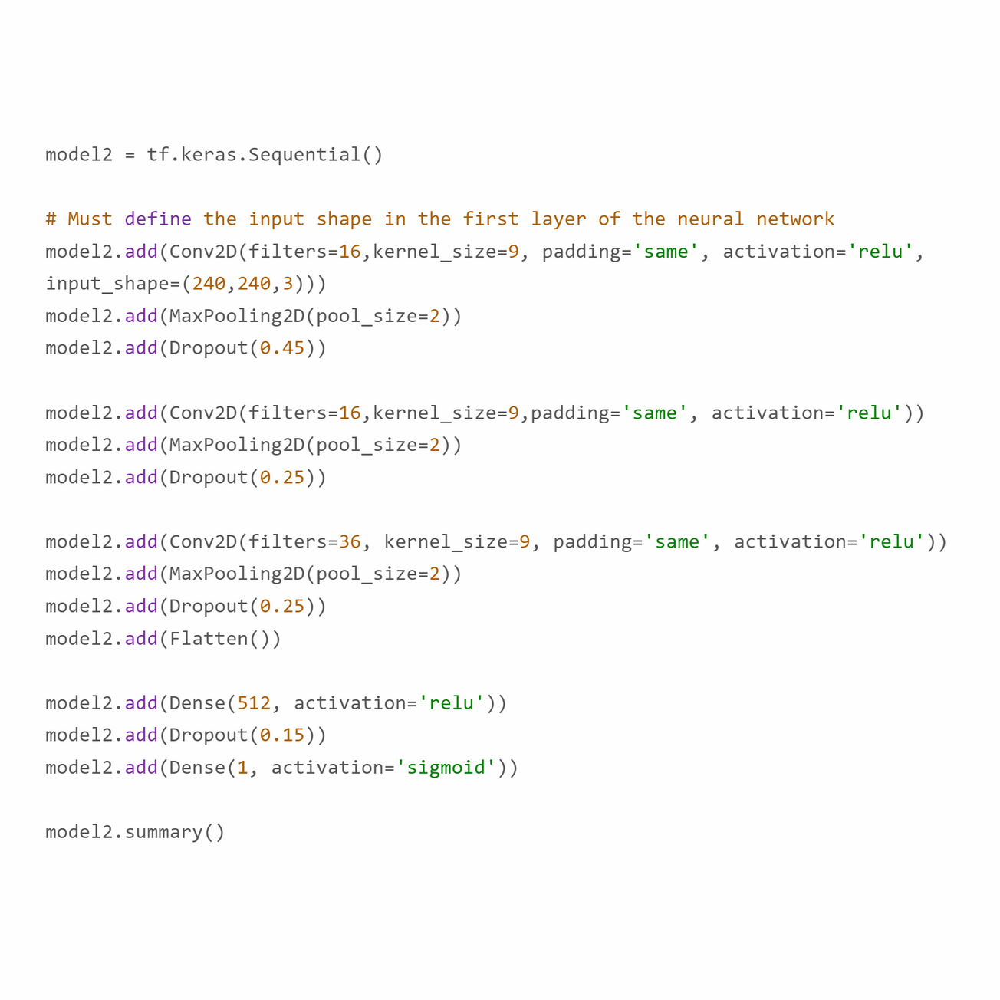 model2 = tf.keras.Sequential()
# Must define the input shape in the first layer of the neural network
model2.add(Conv2D(filters=16,kernel_size=9, padding='same', activation='relu',
input_shape=(240,240,3)))
model2.add(MaxPooling2D(pool_size=2))
model2.add(Dropout(0.45))
model2.add(Conv2D(filters=16,kernel_size=9,padding='same', activation='relu'))
model2.add(MaxPooling2D(pool_size=2))
model2.add(Dropout(0.25))
model2.add(Conv2D(filters=36, kernel_size=9, padding='same', activation='relu'))
model2.add(MaxPooling2D(pool_size=2))
model2.add(Dropout(0.25))
model2.add(Flatten())
model2.add(Dense(512, activation='relu'))
model2.add(Dropout(0.15))
model2.add(Dense(1, activation='sigmoid'))
model2.summary()